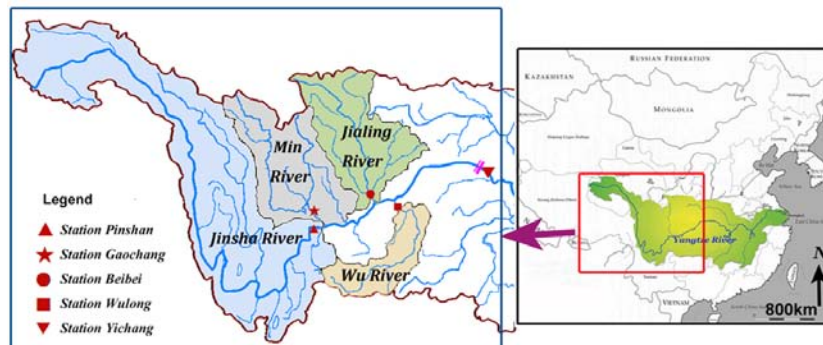 Min
River
Jialing
River
Jinsha River
Wu River
Legend
Station Pinshan
Station Gaochang
Station Beibei
Station Wulong
Station Yichang
RUSSIAN FEDERATION
KAZAKHSTAN
MONGOLIA
Yangtze River
VIETNAM
N
800km